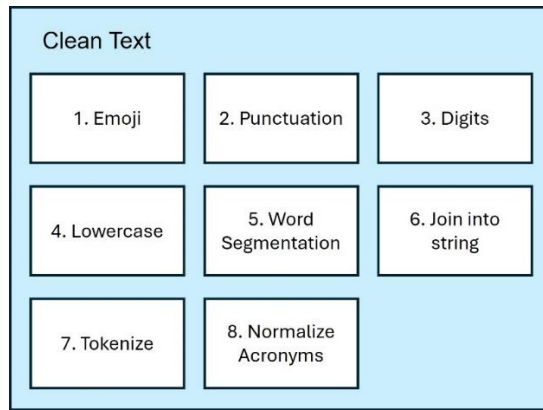 Clean Text
1. Emoji
2. Punctuation
3. Digits
4. Lowercase
5. Word
Segmentation
6. Join into
string
7. Tokenize
8. Normalize
Acronyms